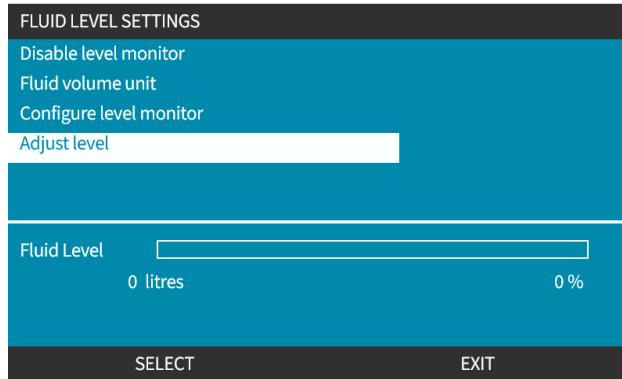 FLUID LEVEL SETTINGS
Disable level monitor
Fluid volume unit
Configure level monitor
Adjust level
Fluid Level
0 litres 0 %
SELECT EXIT